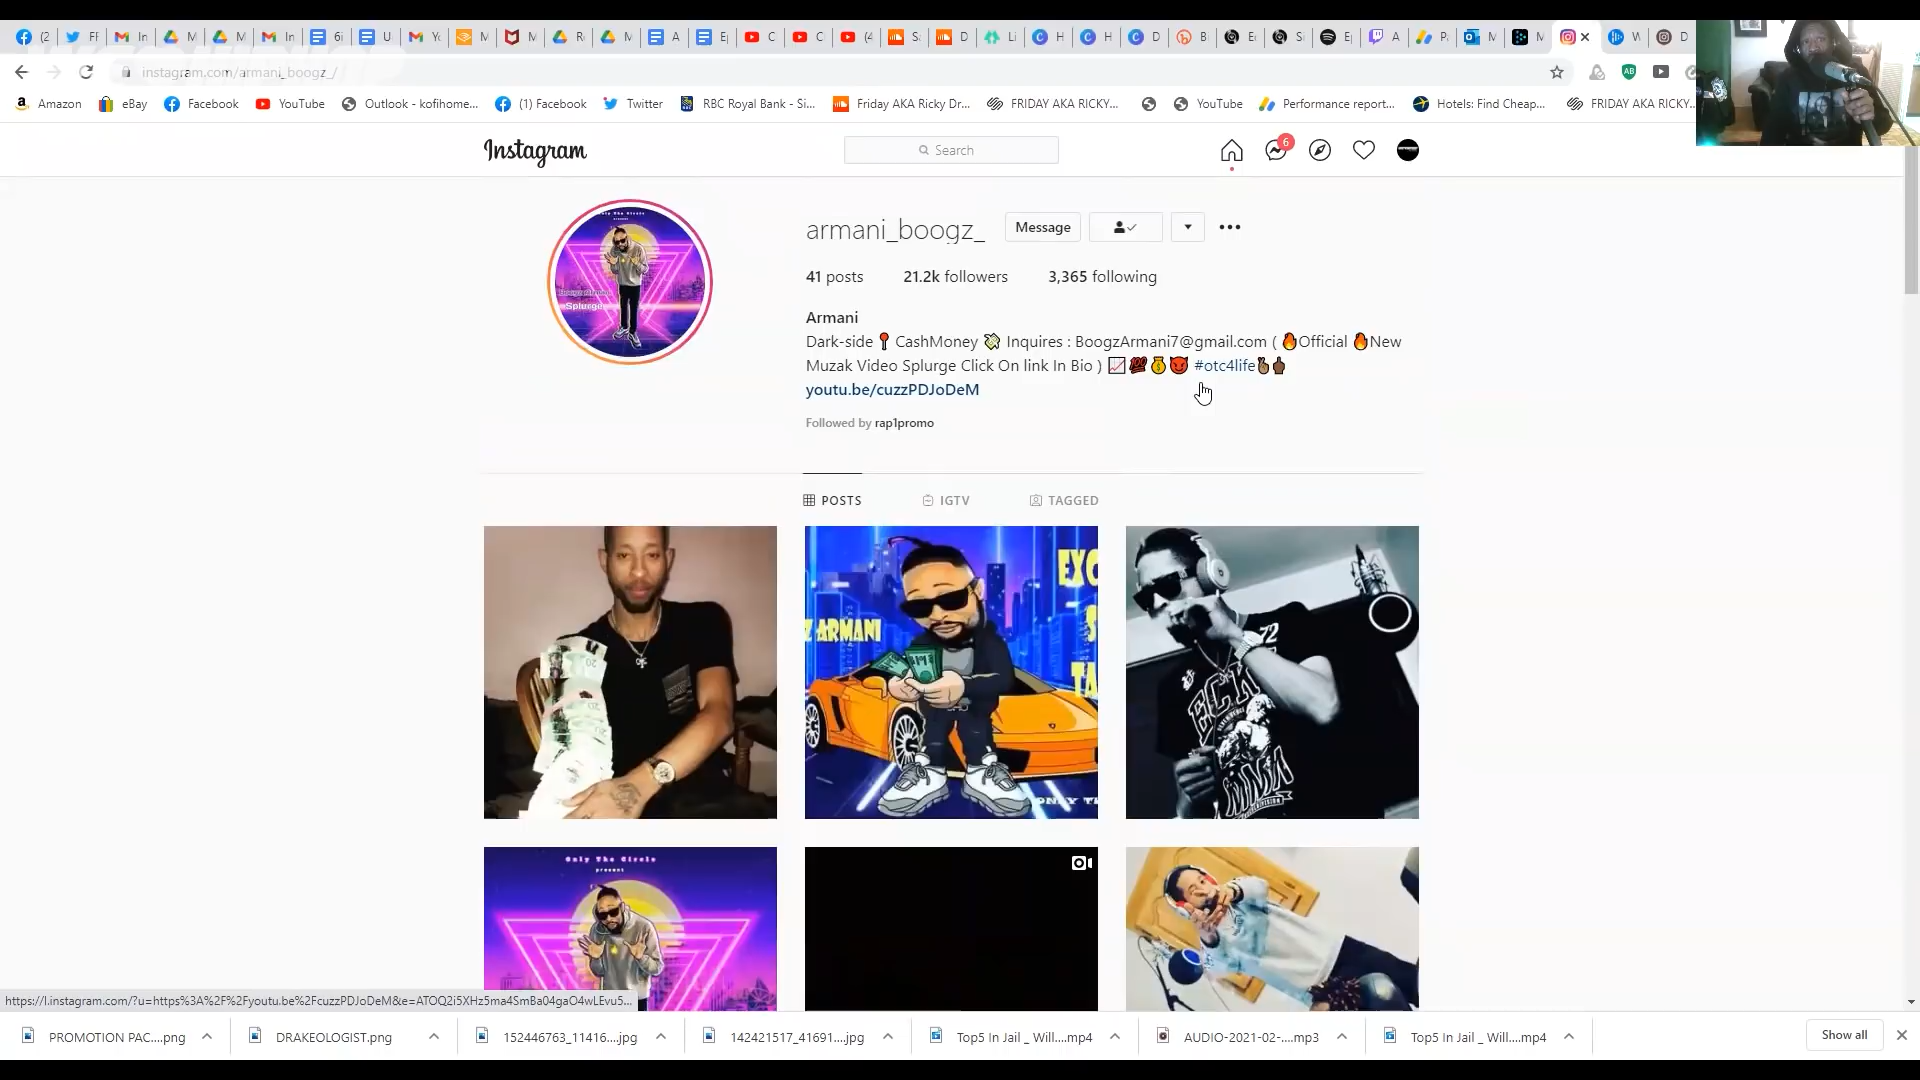 (2
instagram.com/armani_boogz_/
Amazon
eBay
Facebook
YouTube
Outlook - kofihome...
(1) Facebook
Twitter
RBC Royal Bank - Si...
Friday AKA Ricky Dr...
FRIDAY AKA RICKY...
YouTube
Performance report...
Hotels: Find Cheap...
FRIDAY AKA RICKY...
Instagram
Search
6
armani_boogz_
Message
41 posts
21.2k followers
3,365 following
Armani
Dark-side 📍 CashMoney 💸 Inquires : BoogzArmani7@gmail.com ( 🔥Official 🔥New
Muzak Video Splurge Click On link In Bio ) 📈💯💰😈 #otc4life🤞🏾🖕🏾
youtu.be/cuzzPDJoDeM
Followed by rap1promo
POSTS
IGTV
TAGGED
ARMANI
Only The Circle
present
Splurge
https://l.instagram.com/?u=https%3A%2F%2Fyoutu.be%2FcuzzPDJoDeM&e=ATOQ2i5XHz5ma4SmBa04gaO4wLEvu5...
PROMOTION PAC....png
DRAKEOLOGIST.png
152446763_11416....jpg
142421517_41691....jpg
Top5 In Jail _ Will....mp4
AUDIO-2021-02-....mp3
Top5 In Jail _ Will....mp4
Show all